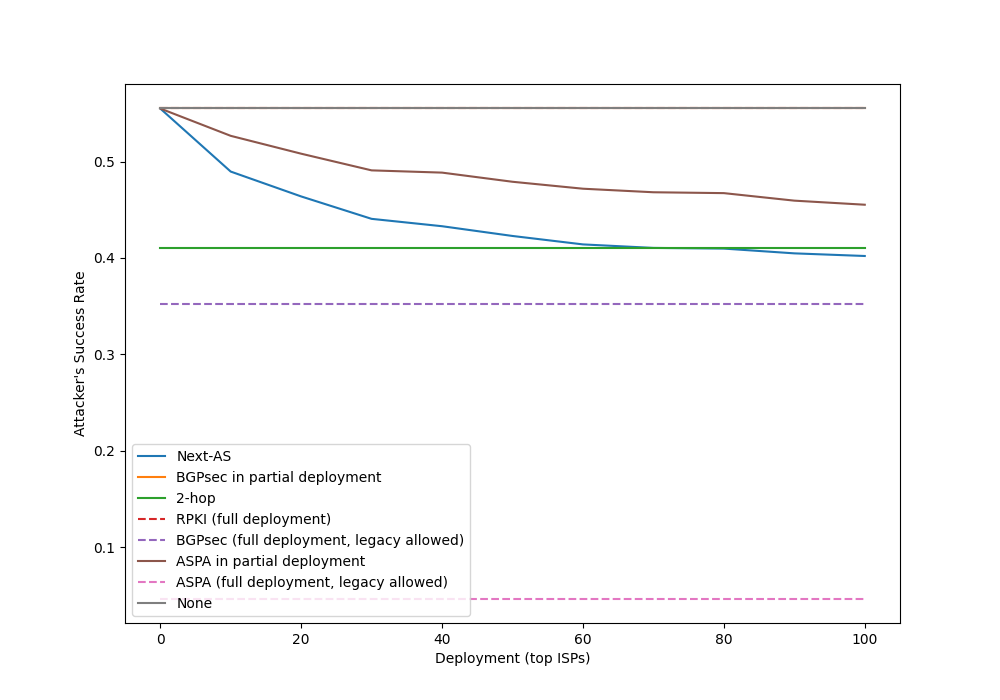 0.5
0.4
0.3
0.2
0.1
Attacker's Success Rate
Next-AS
BGPsec in partial deployment
2-hop
RPKI (full deployment)
BGPsec (full deployment, legacy allowed)
ASPA in partial deployment
ASPA (full deployment, legacy allowed)
None
0 20 40 60 80 100
Deployment (top ISPs)